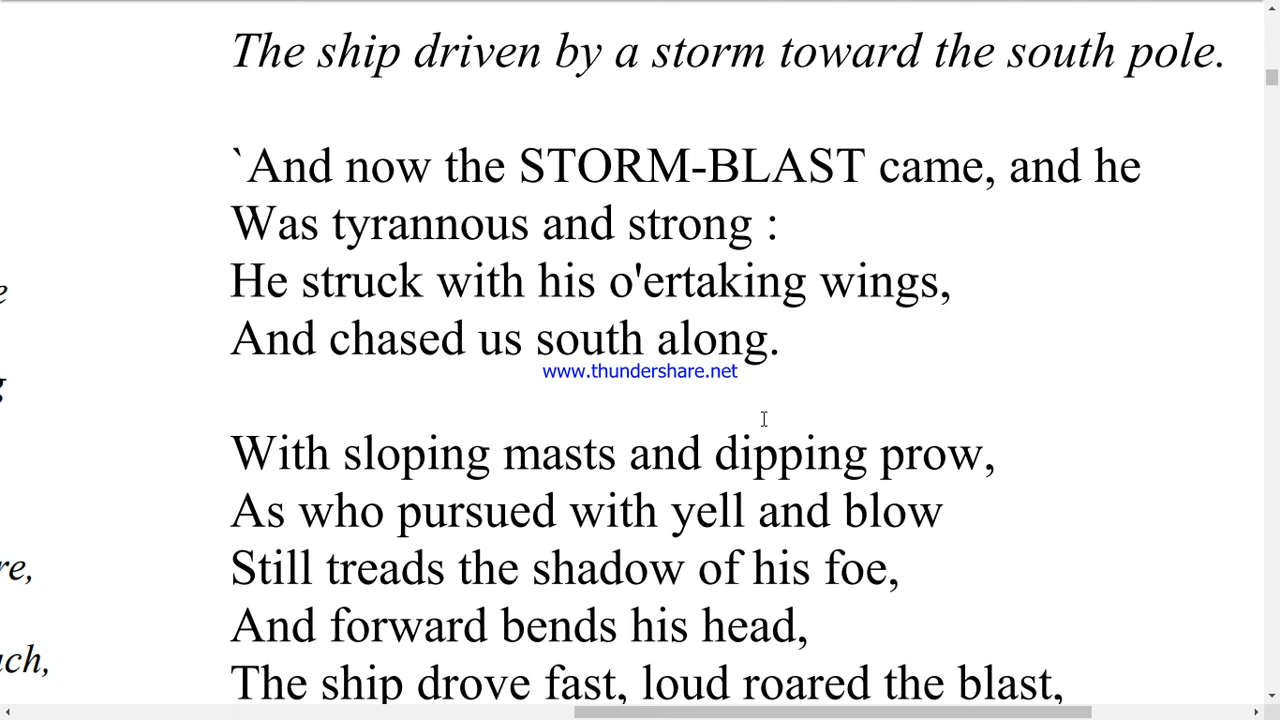 The ship driven by a storm toward the south pole.
`And now the STORM-BLAST came, and he
Was tyrannous and strong :
He struck with his o'ertaking wings,
And chased us south along.
www.thundershare.net
With sloping masts and dipping prow,
As who pursued with yell and blow
Still treads the shadow of his foe,
And forward bends his head,
The ship drove fast, loud roared the blast,